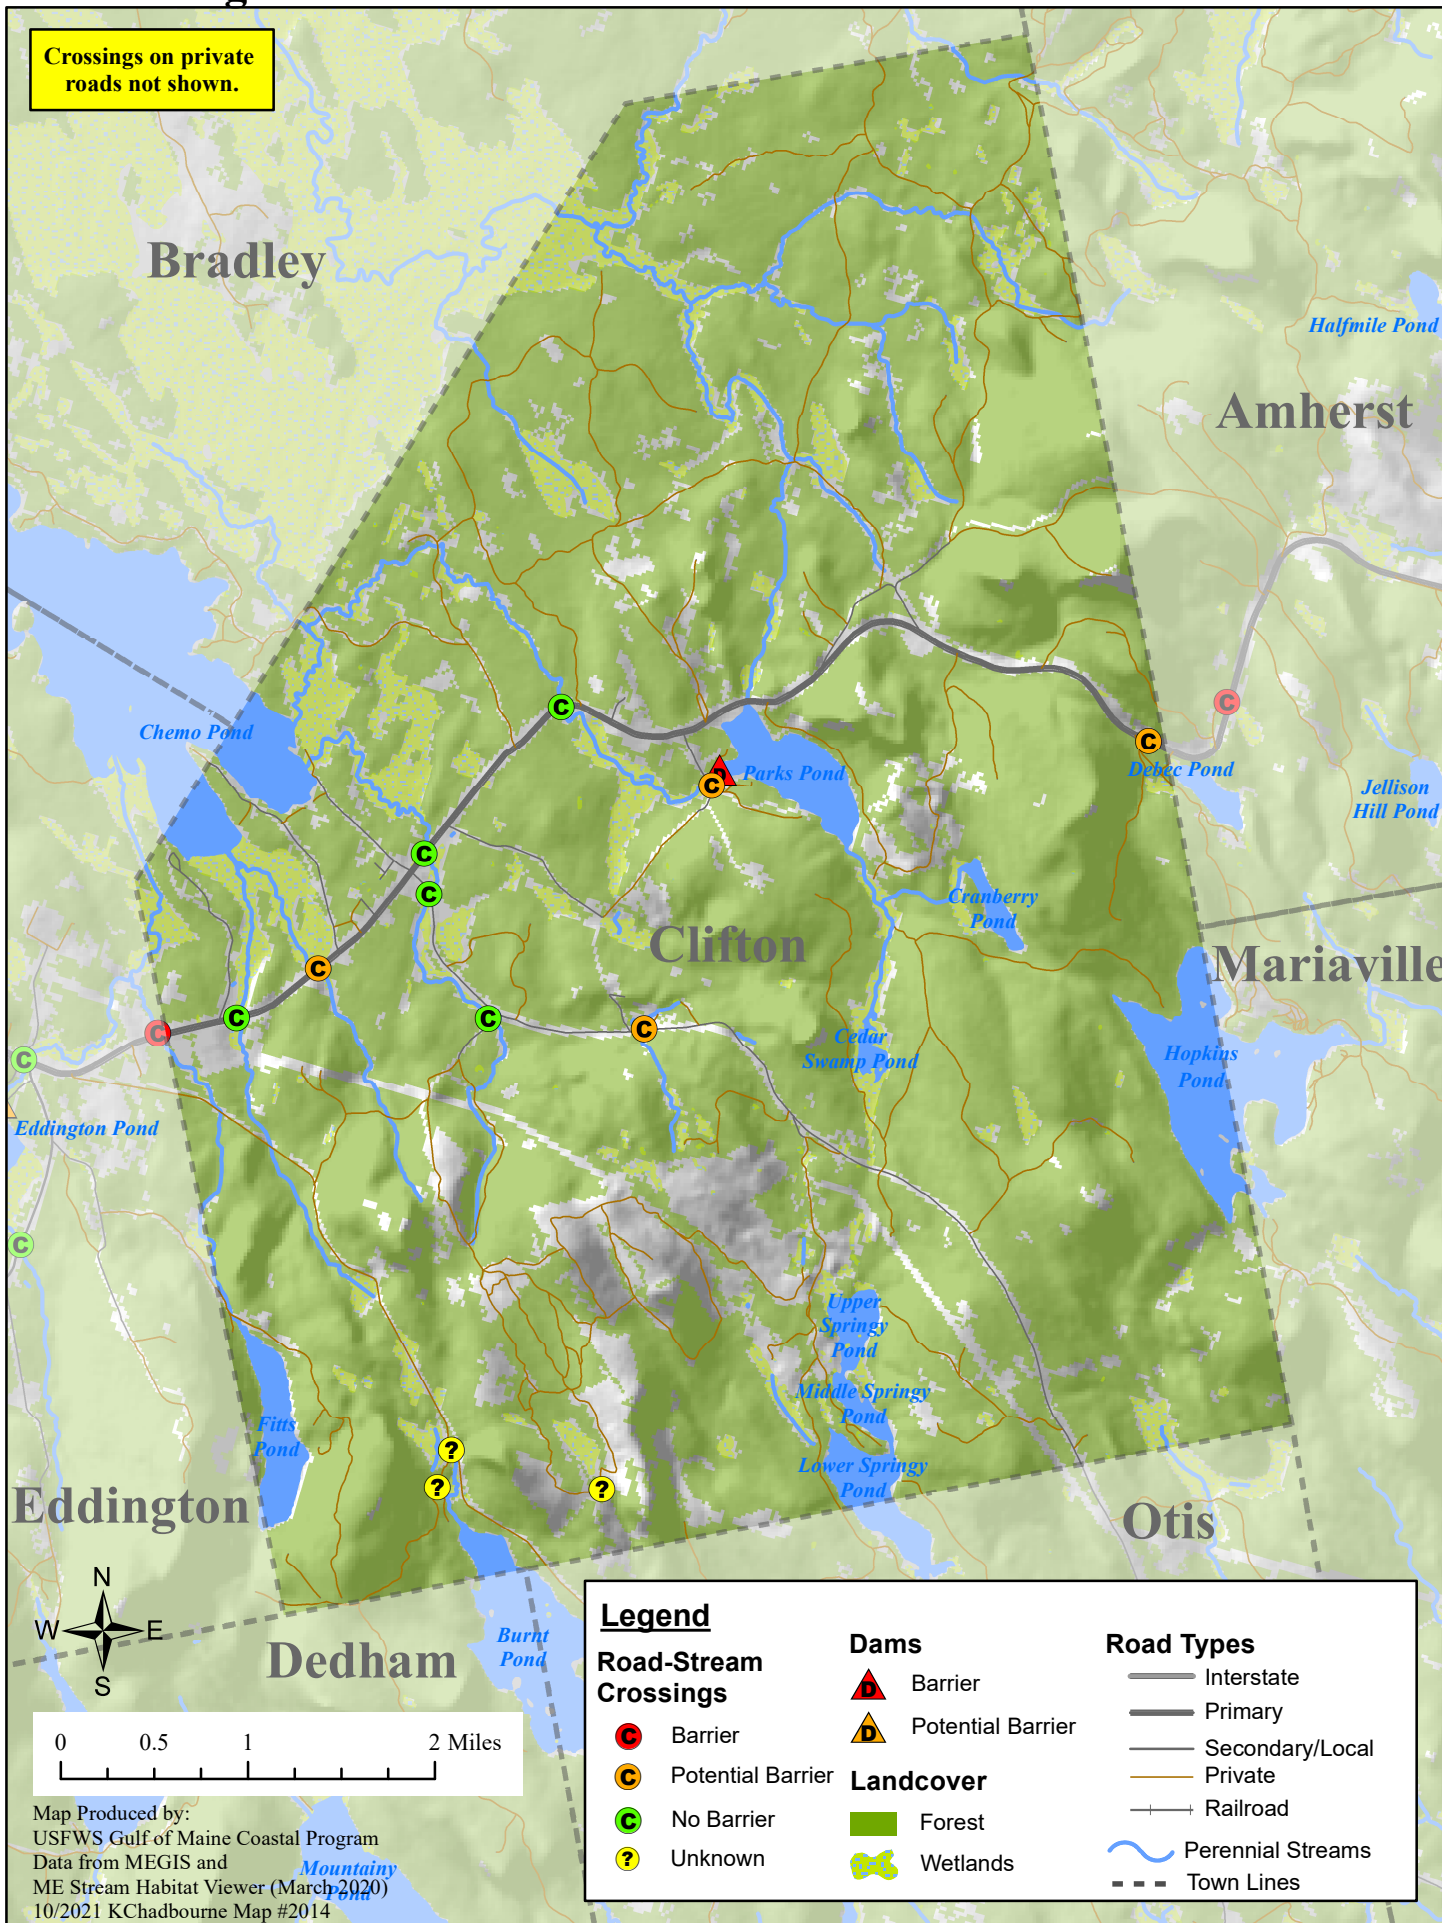 Crossings on private
roads not shown.
Bradley
Halfmile Pond
Amherst
Chemo Pond
C
C
C
Debec Pond
D
C
Parks Pond
Jellison
Hill Pond
C
C
Cranberry
Pond
Clifton
Mariaville
C
C
C
C
C
C
Cedar
Swamp Pond
Hopkins
Pond
Eddington Pond
C
Upper
Springy
Pond
Middle Springy
Pond
Fitts
Pond
?
?
?
Lower Springy
Pond
Eddington
Otis
N
W E
S
Dedham
Burnt
Pond
0 0.5 1 2 Miles
Map Produced by:
USFWS Gulf of Maine Coastal Program
Data from MEGIS and
ME Stream Habitat Viewer (March 2020)
10/2021 KChadbourne Map #2014
Mountainy
Pond
Legend
Road-Stream
Crossings
C Barrier
C Potential Barrier
C No Barrier
? Unknown
Dams
D Barrier
D Potential Barrier
Landcover
Forest
Wetlands
Road Types
Interstate
Primary
Secondary/Local
Private
Railroad
Perennial Streams
Town Lines